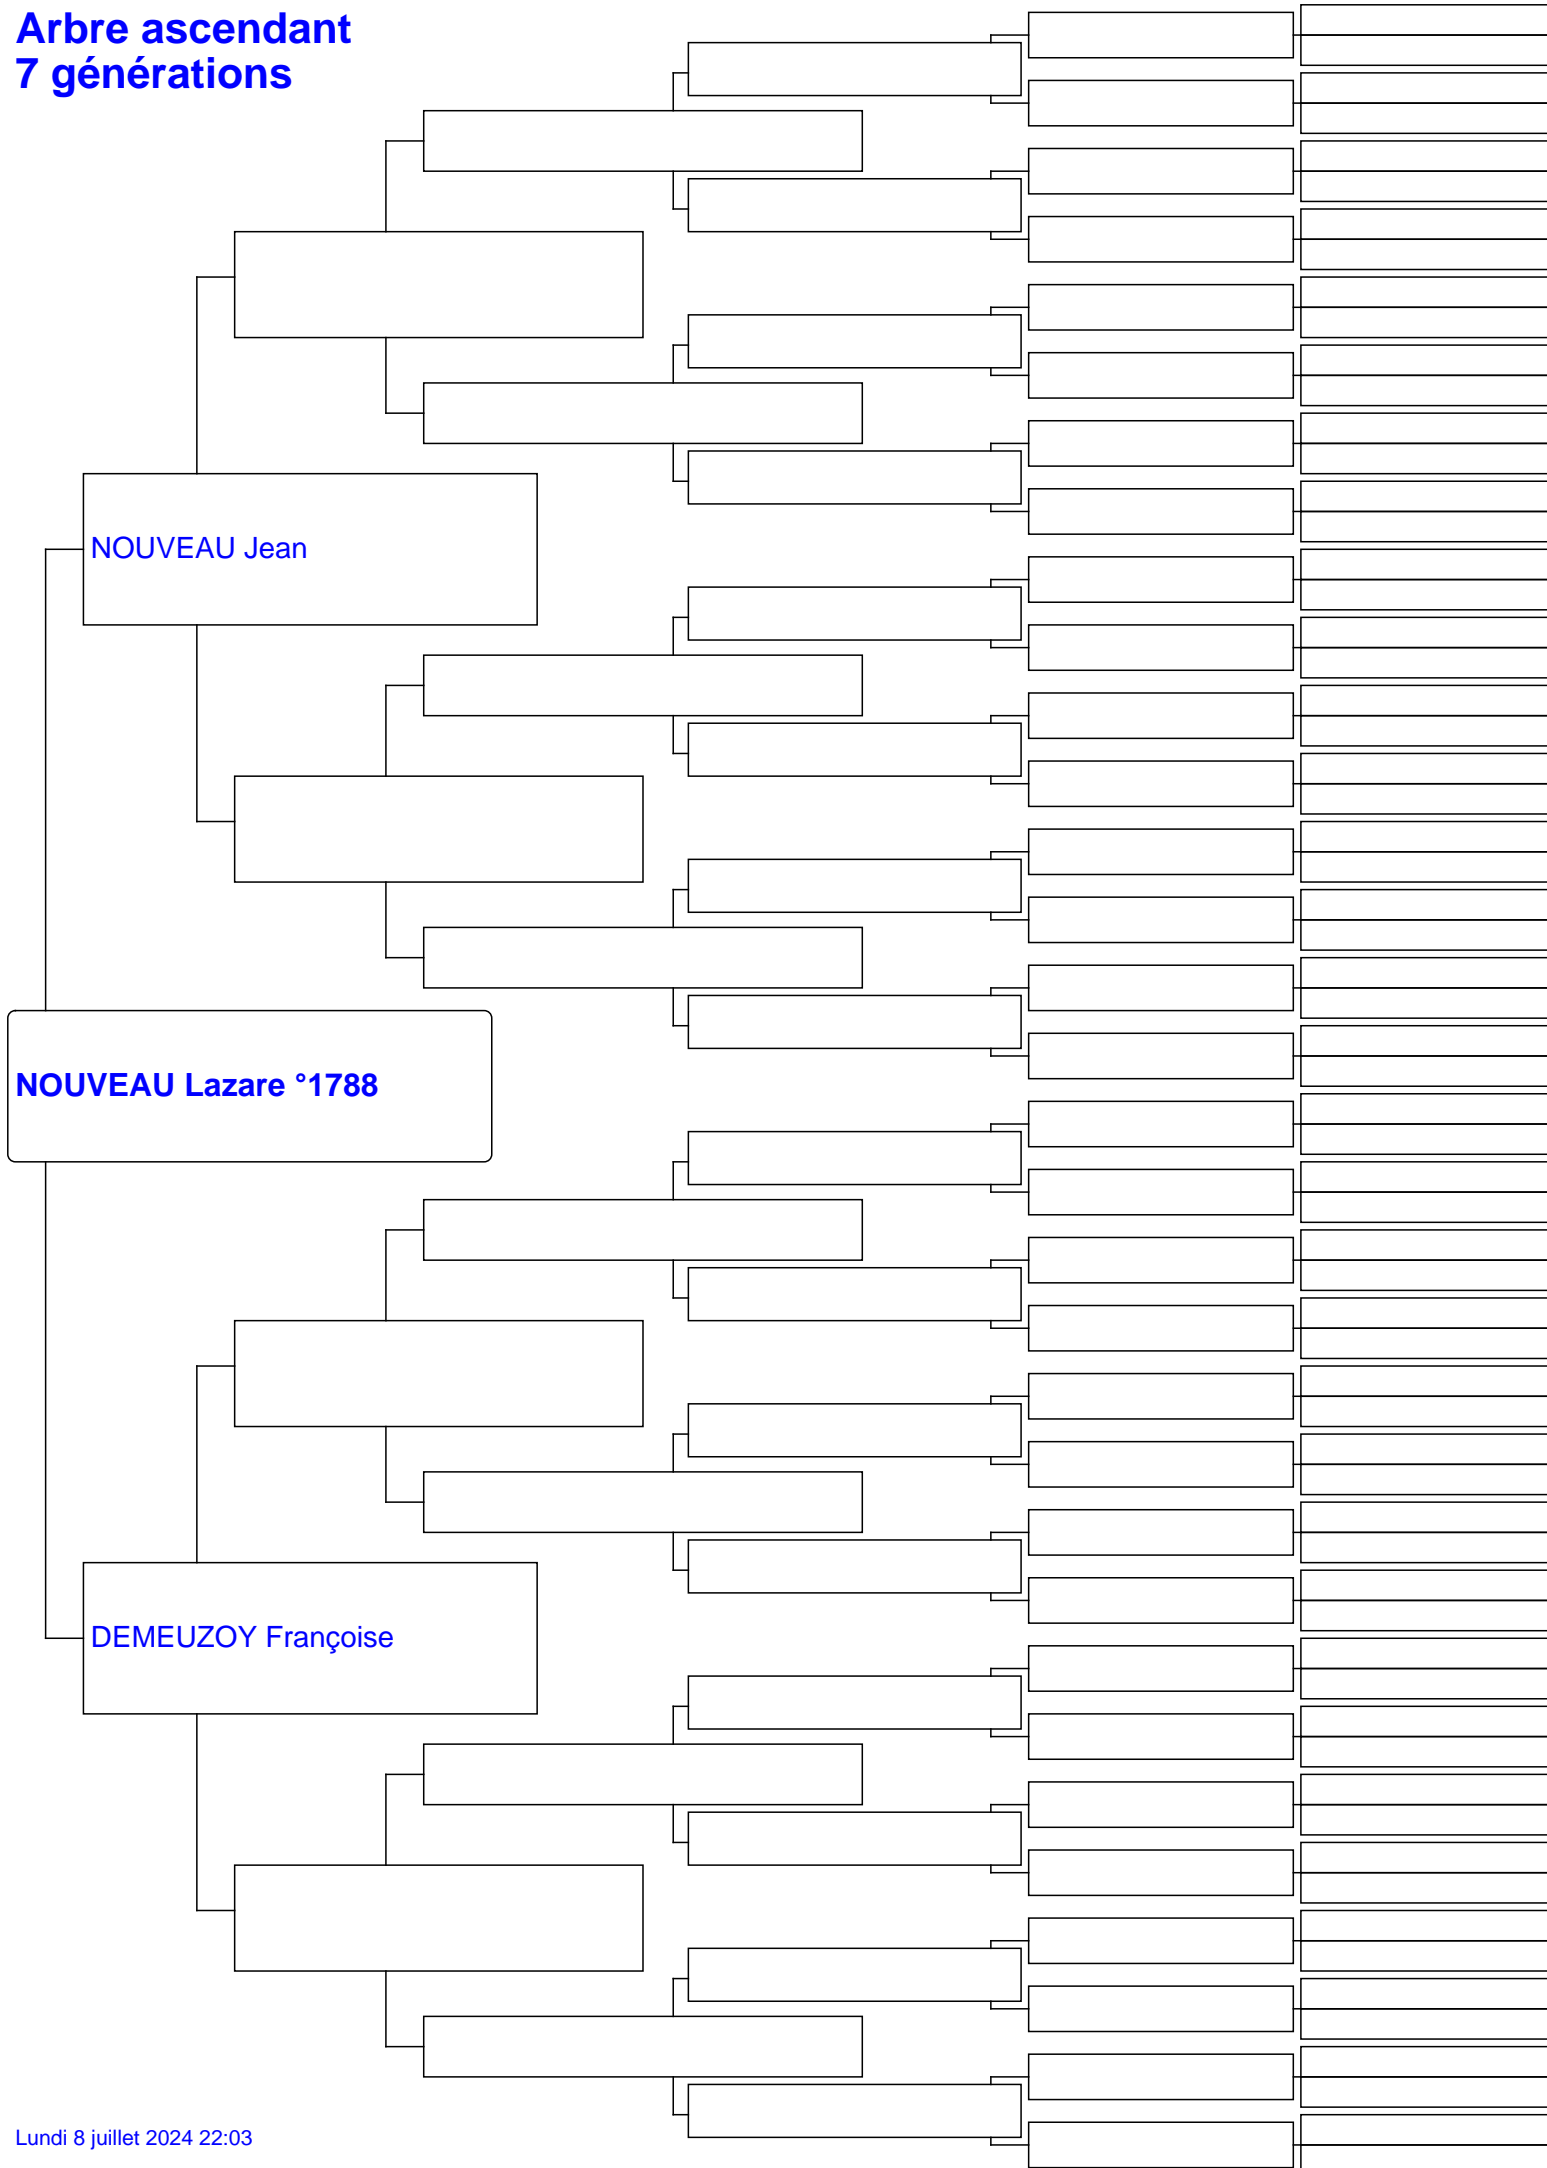 Arbre ascendant
7 générations
NOUVEAU Jean
NOUVEAU Lazare °1788
DEMEUZOY Françoise
Lundi 8 juillet 2024 22:03